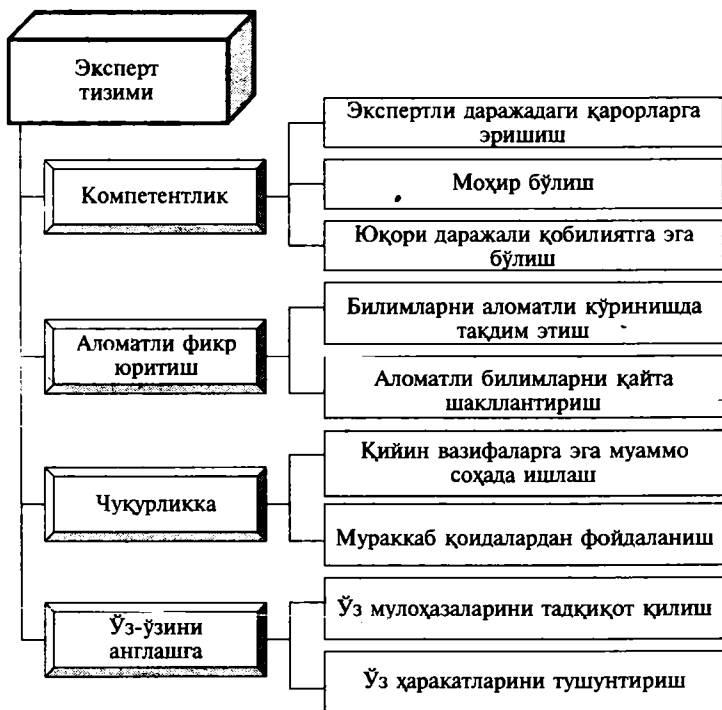 Эксперт
тизими
Компетентлик
Экспертли даражадаги қарорларга
эришиш
Моҳир бўлиш
Юқори даражали қобилиятга эга
бўлиш
Аломатли фикр
юритиш
Билимларни аломатли кўринишда
тақдим этиш
Аломатли билимларни қайта
шакллантириш
Чуқурликка
Қийин вазифаларга эга муаммо
соҳада ишлаш
Мураккаб қоидалардан фойдаланиш
Ўз-ўзини
англашга
Ўз мулоҳазаларини тадқиқот қилиш
Ўз ҳаракатларини тушунтириш